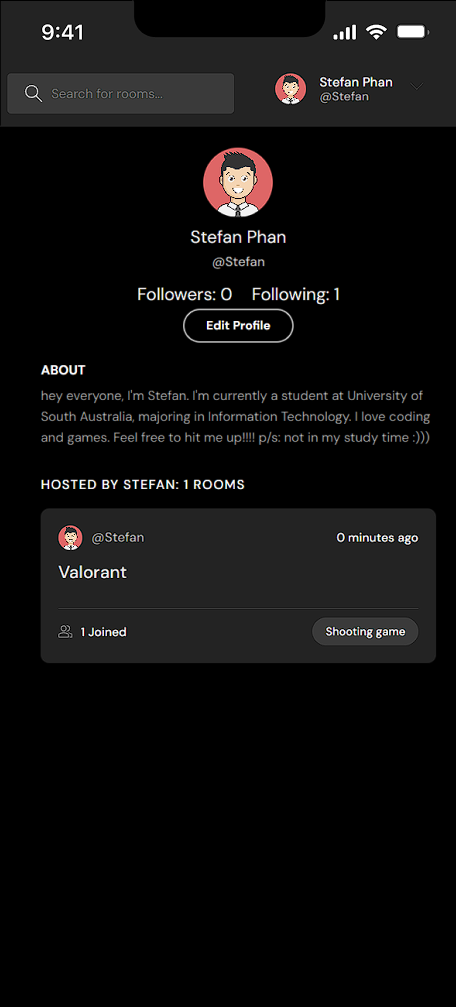 9:41
Search for rooms...
Stefan Phan
@Stefan
Stefan Phan
@Stefan
Followers: 0 Following: 1
Edit Profile
ABOUT
hey everyone, I'm Stefan. I'm currently a student at University of
South Australia, majoring in Information Technology. I love coding
and games. Feel free to hit me up!!!! p/s: not in my study time :)))
HOSTED BY STEFAN: 1 ROOMS
@Stefan 0 minutes ago
Valorant
1 Joined Shooting game